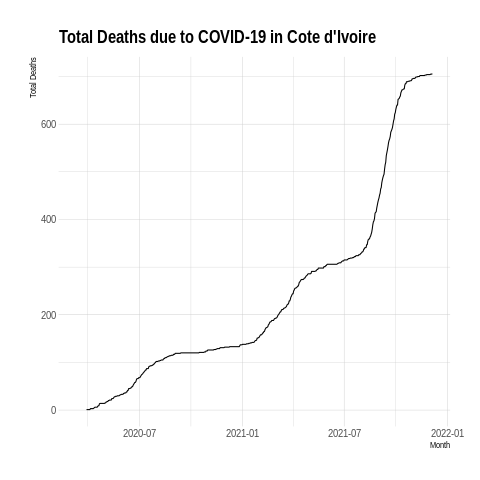 Total Deaths due to COVID-19 in Cote d'Ivoire
Total Deaths
600
400
200
0
2020-07 2021-01 2021-07 2022-01
Month